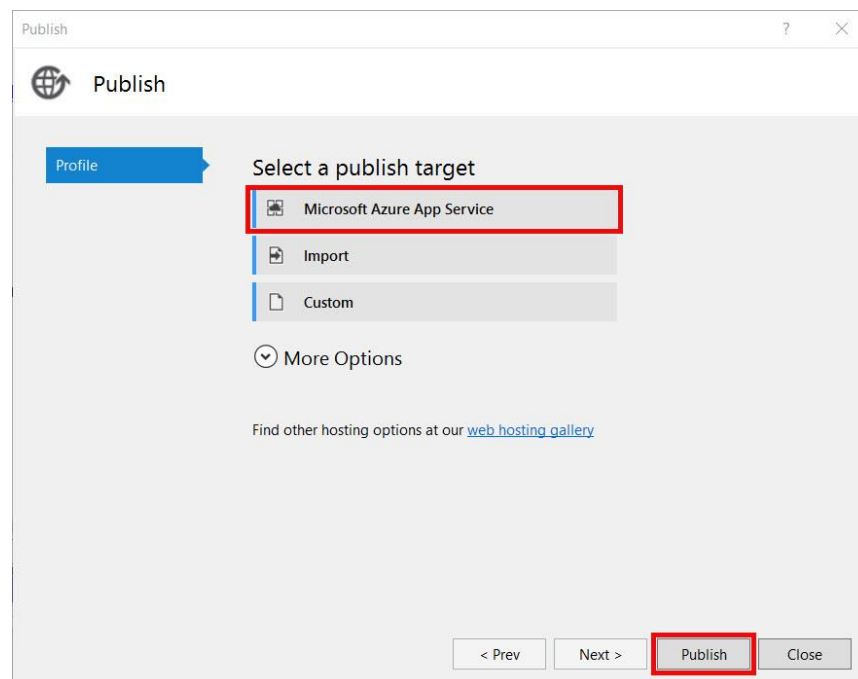 Publish
Publish
Profile
Select a publish target
Microsoft Azure App Service
Import
Custom
More Options
Find other hosting options at our web hosting gallery
< Prev Next > Publish Close